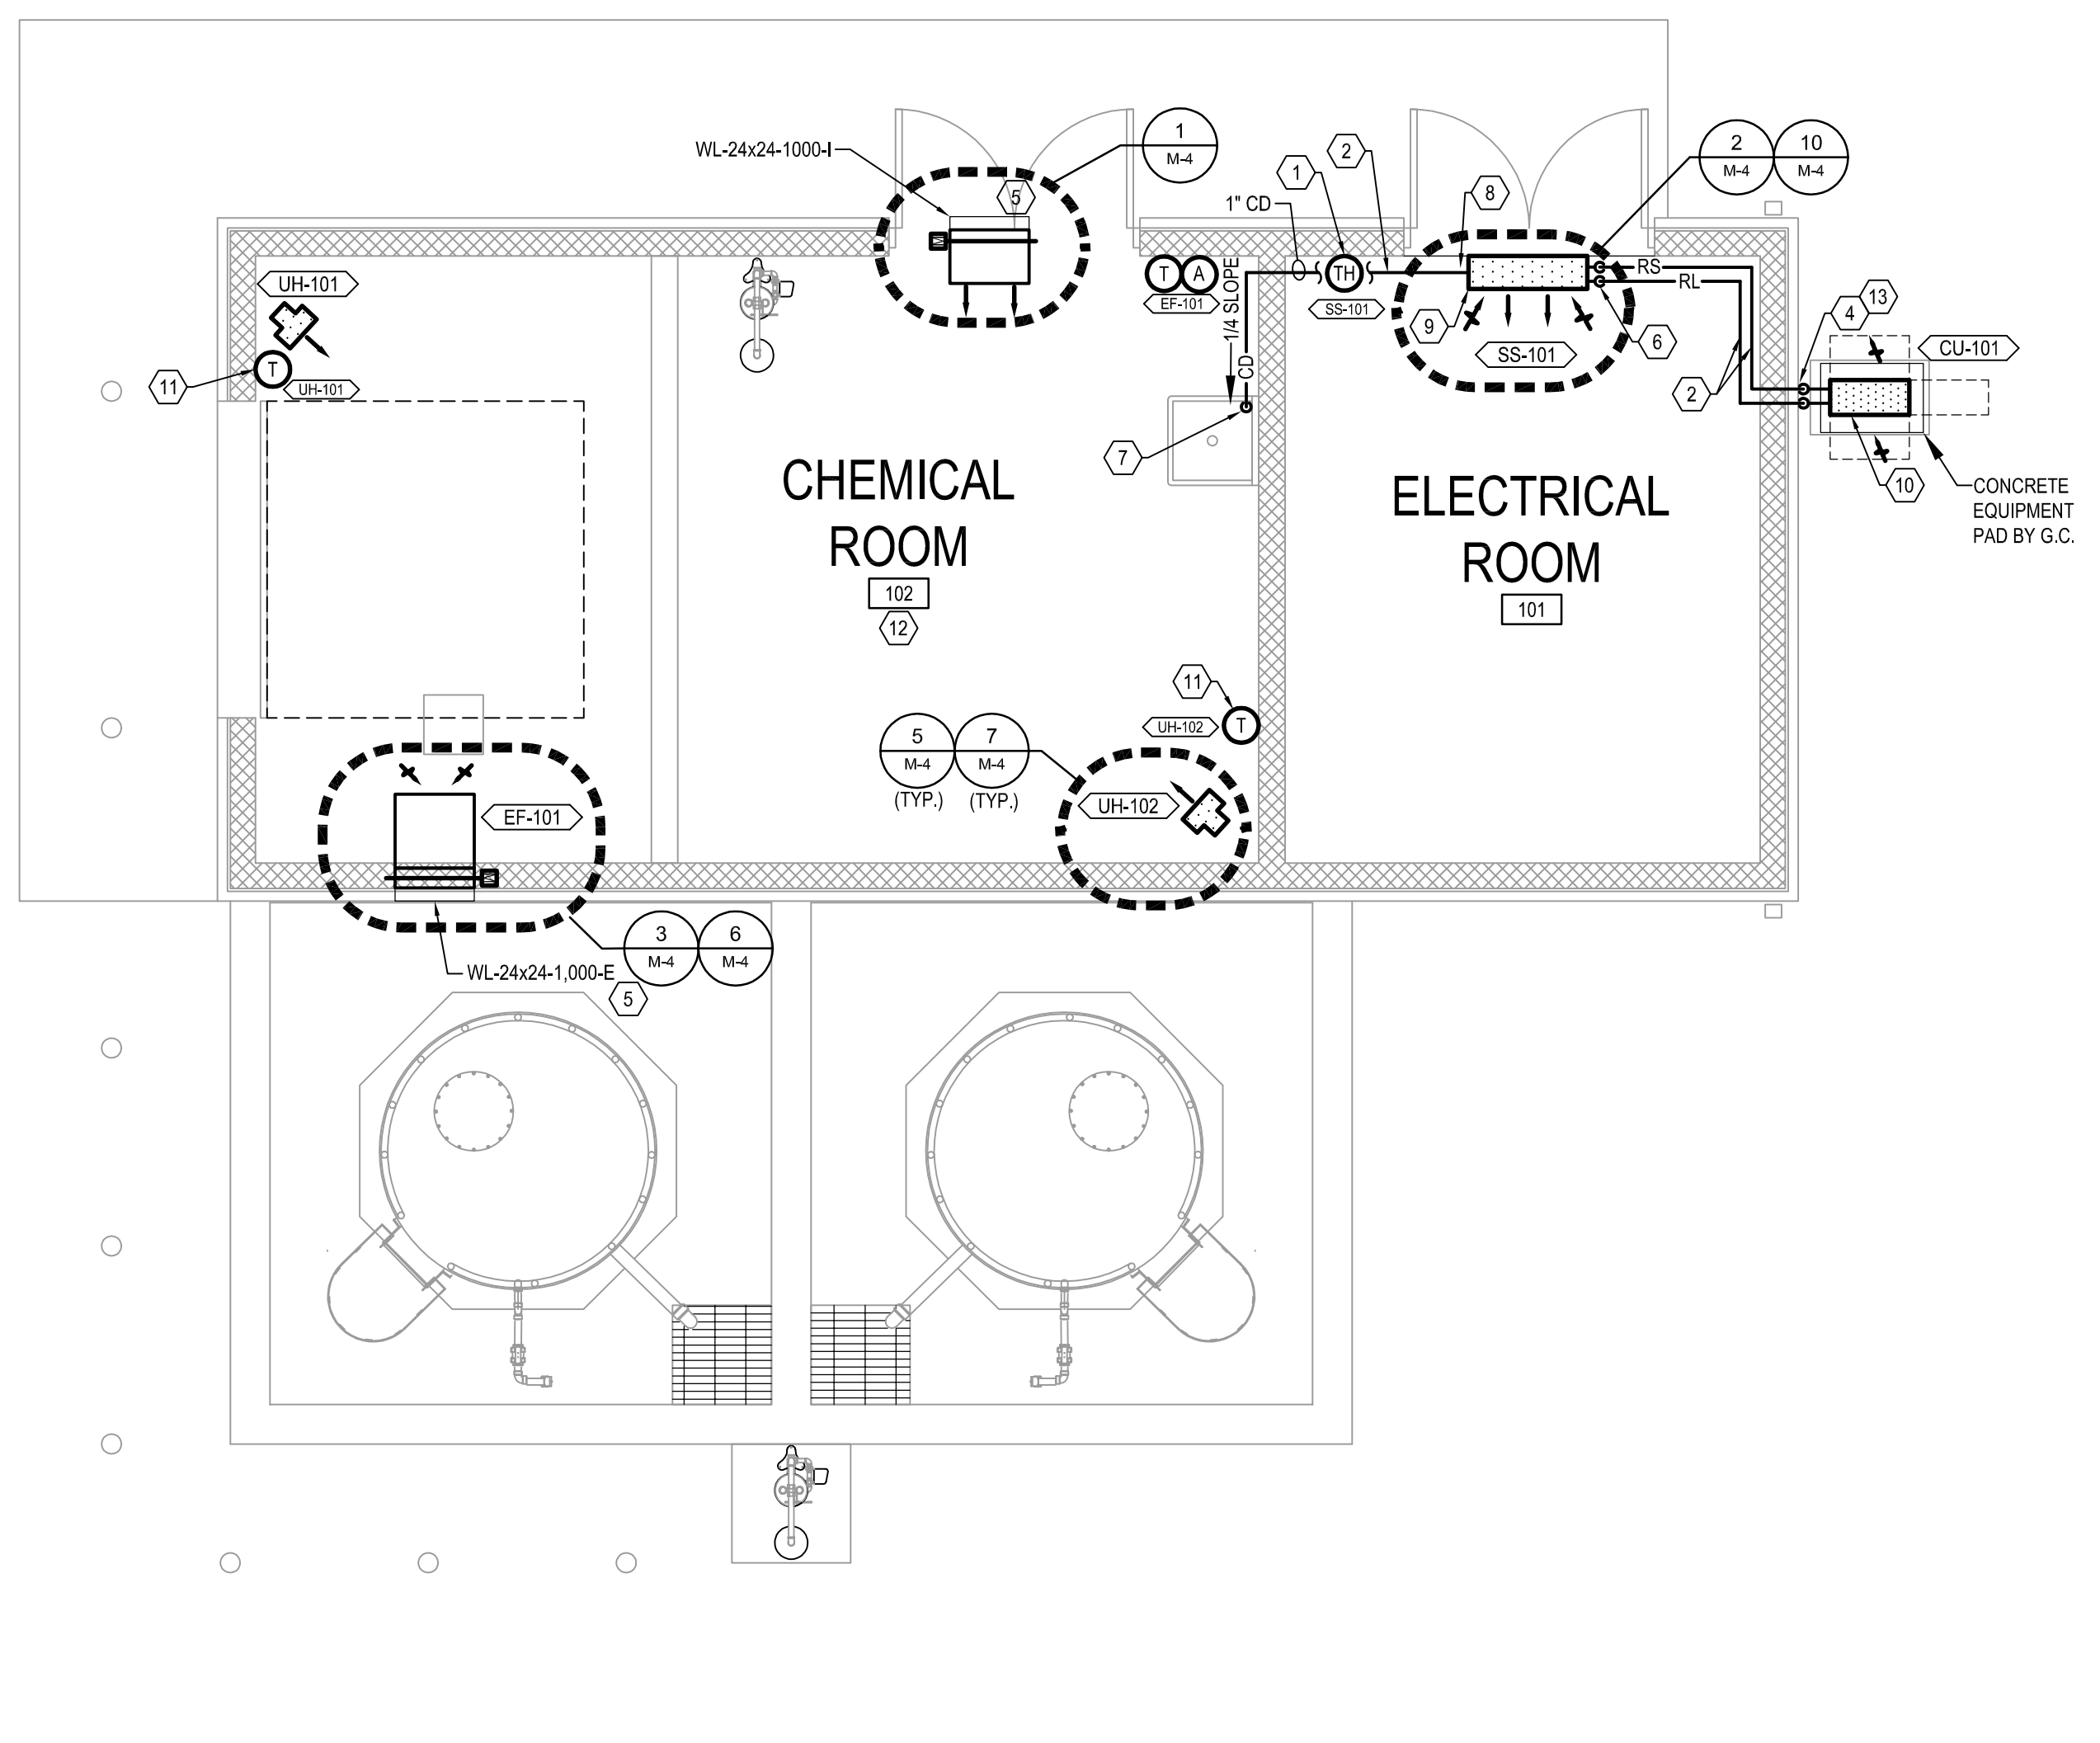 WL-24x24-1000-I
5
1
M-4
2
1
8
1" CD
2
M-4
10
M-4
UH-101
T
UH-101
11
T
A
EF-101
1/4 SLOPE
CD
TH
SS-101
9
SS-101
6
RS
RL
13
4
CU-101
2
10
CONCRETE
EQUIPMENT
PAD BY G.C.
7
CHEMICAL
ROOM
102
12
ELECTRICAL
ROOM
101
11
UH-102
T
5
M-4
(TYP.)
7
M-4
(TYP.)
UH-102
EF-101
M
M
3
M-4
6
M-4
WL-24x24-1,000-E
5